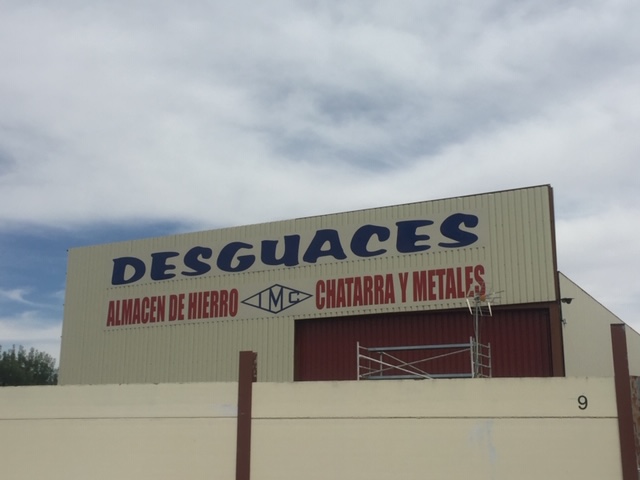 DESGUACES
ALMACEN DE HIERRO IMC CHATARRA Y METALES
9